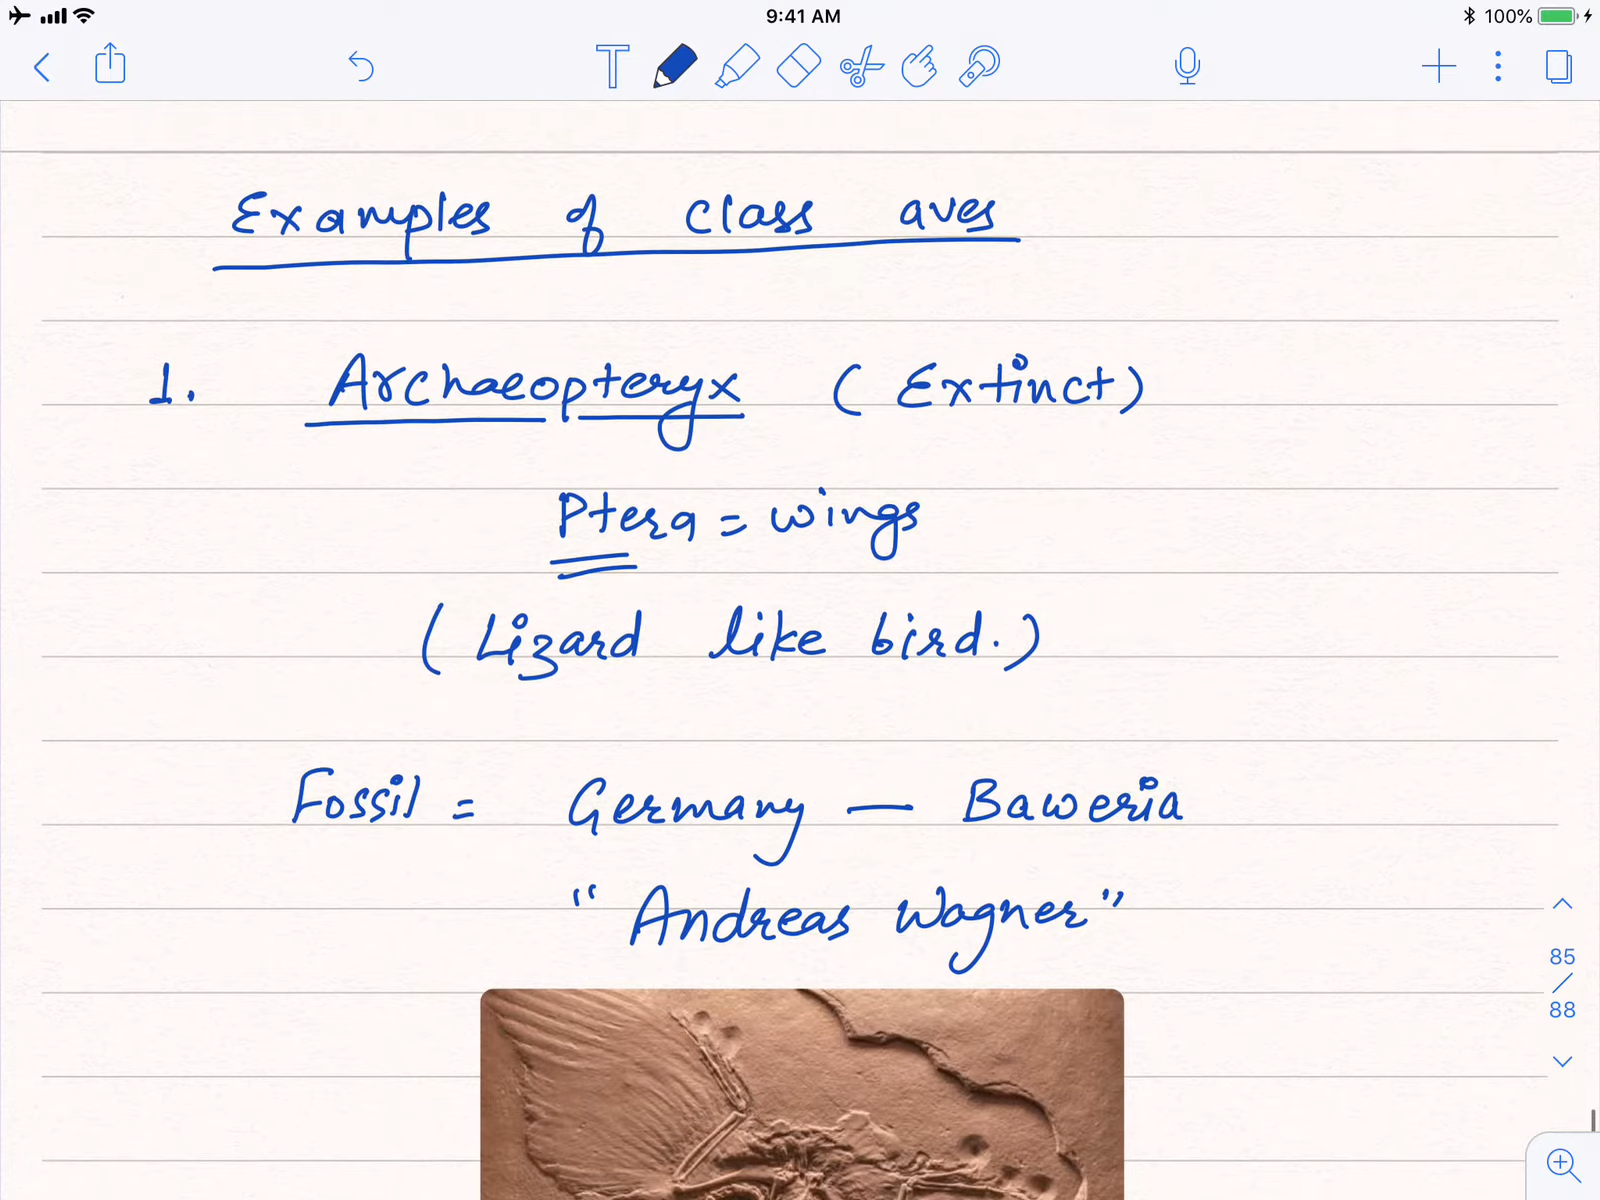 9:41 AM
100%
Examples of class aves
1. Archaeopteryx (Extinct)
Ptera = wings
(Lizard like bird.)
Fossil = Germany — Baweria
"Andreas Wagner"
85
/
88